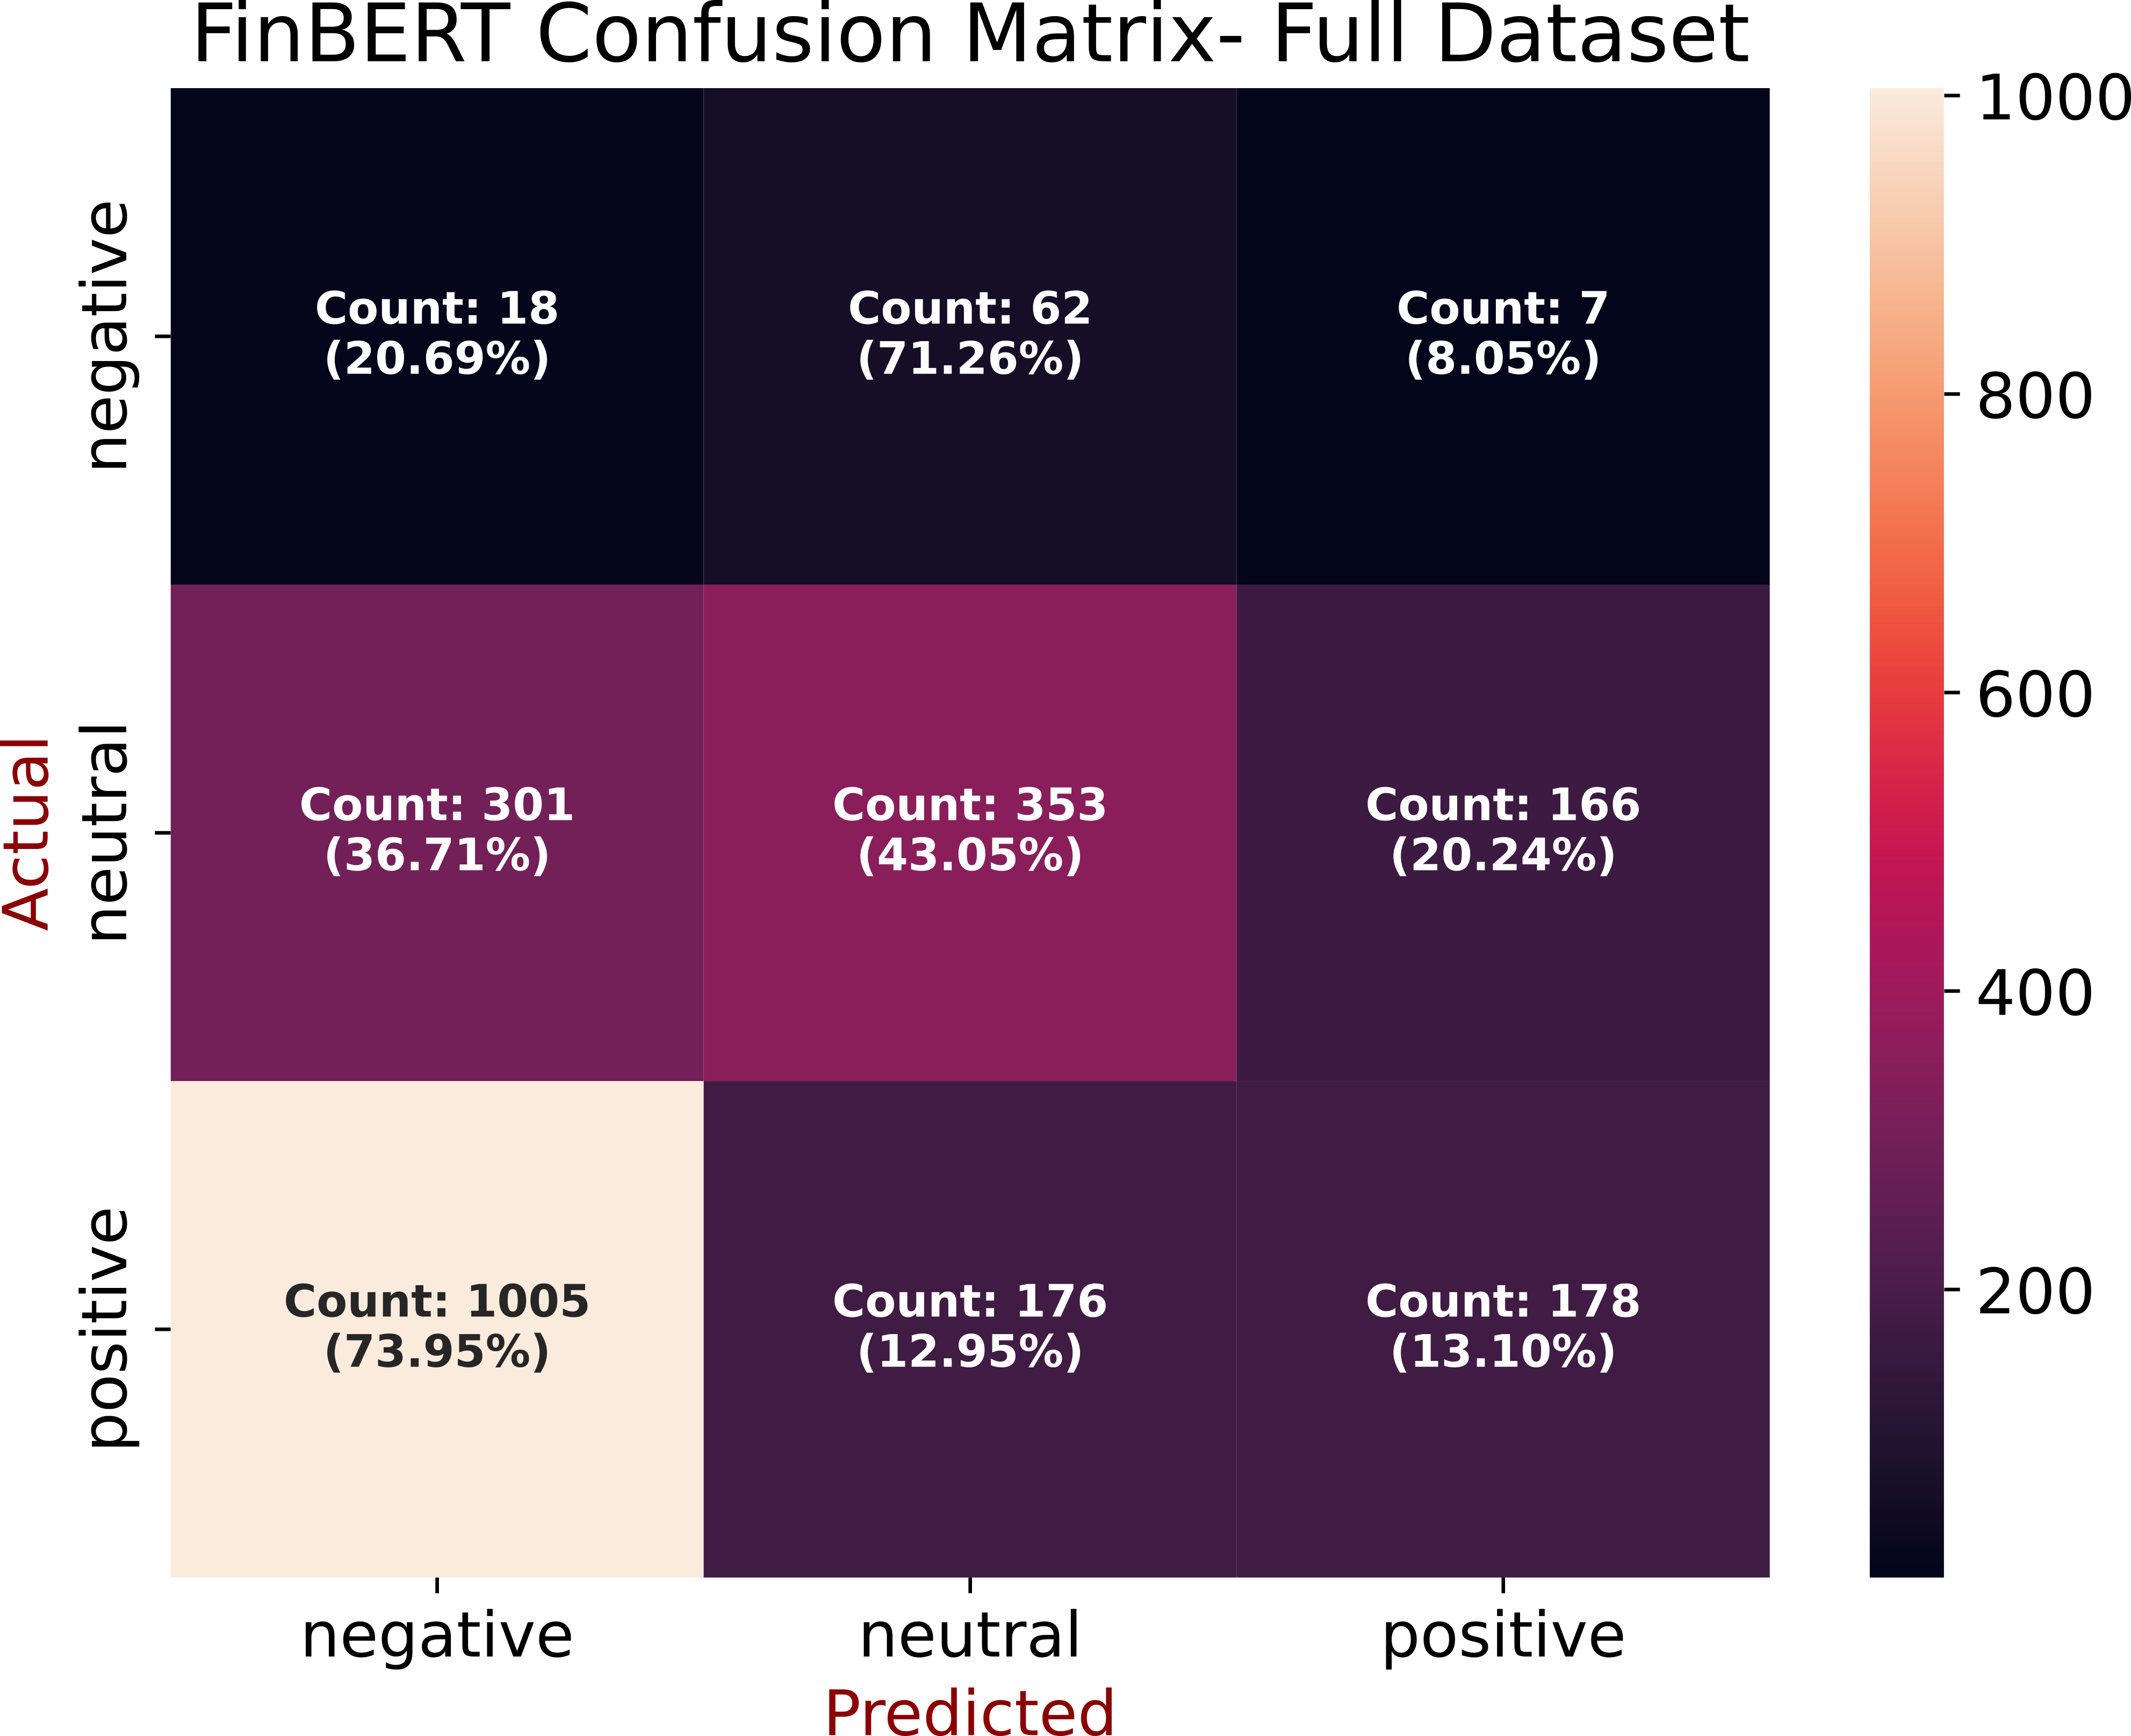 FinBERT Confusion Matrix- Full Dataset
1000
800
600
400
200
Actual
negative
neutral
positive
Count: 18
(20.69%)
Count: 62
(71.26%)
Count: 7
(8.05%)
Count: 301
(36.71%)
Count: 353
(43.05%)
Count: 166
(20.24%)
Count: 1005
(73.95%)
Count: 176
(12.95%)
Count: 178
(13.10%)
negative
neutral
positive
Predicted